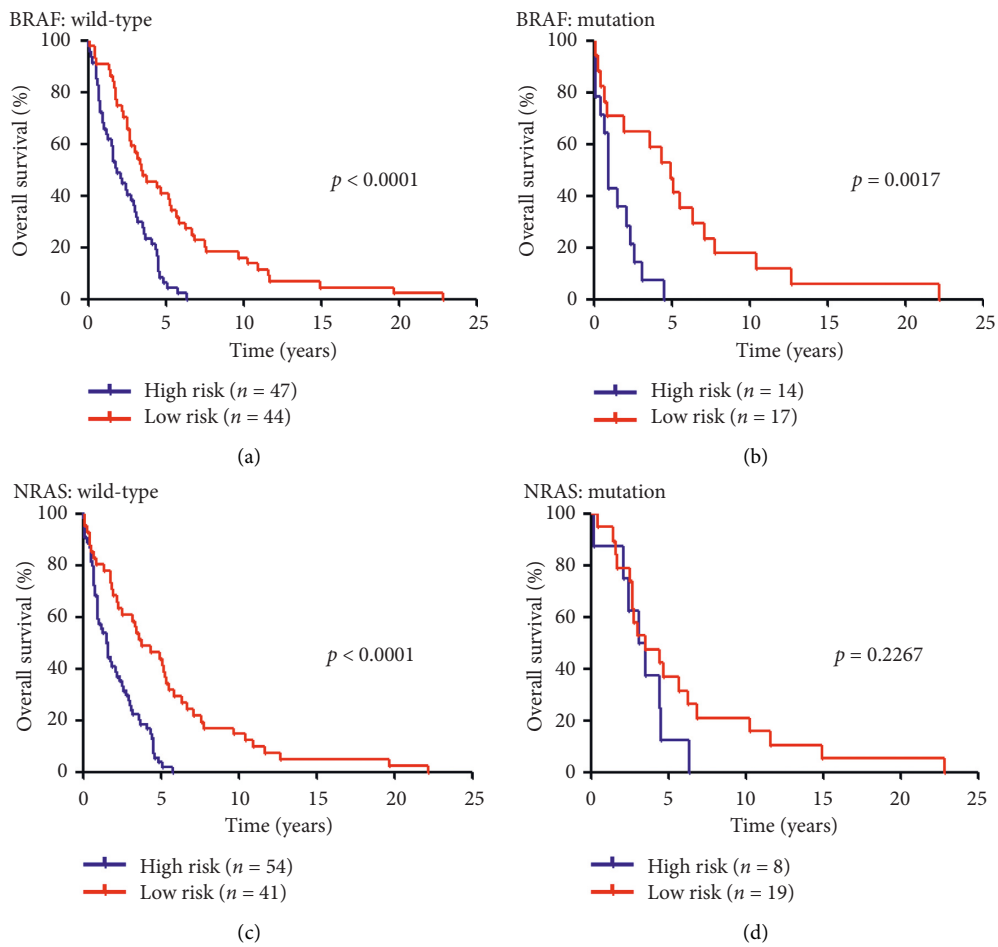 BRAF: wild-type
100
80
60
40
20
0
Overall survival (%)
p < 0.0001
0 5 10 15 20 25
Time (years)
High risk (n = 47)
Low risk (n = 44)
(a)
BRAF: mutation
100
80
60
40
20
0
Overall survival (%)
p = 0.0017
0 5 10 15 20 25
Time (years)
High risk (n = 14)
Low risk (n = 17)
(b)
NRAS: wild-type
100
80
60
40
20
0
Overall survival (%)
p < 0.0001
0 5 10 15 20 25
Time (years)
High risk (n = 54)
Low risk (n = 41)
(c)
NRAS: mutation
100
80
60
40
20
0
Overall survival (%)
p = 0.2267
0 5 10 15 20 25
Time (years)
High risk (n = 8)
Low risk (n = 19)
(d)